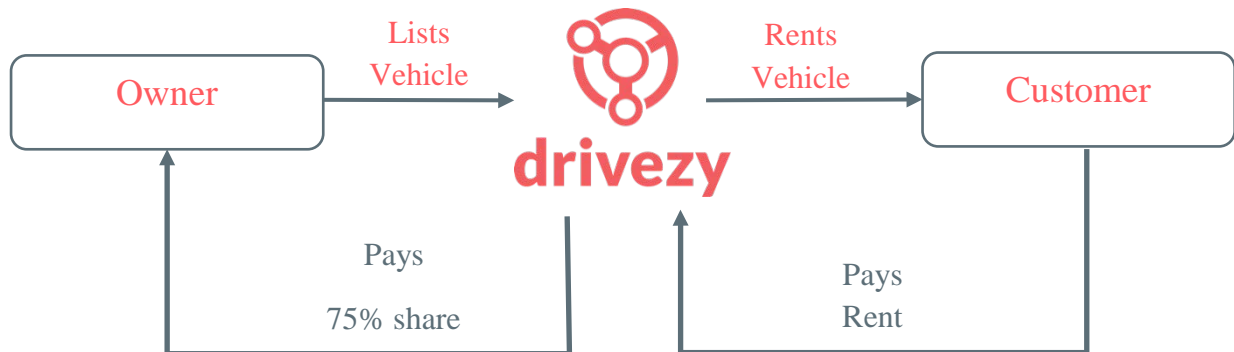 Lists
Vehicle
Rents
Vehicle
Owner
Customer
drivezy
Pays
75% share
Pays
Rent